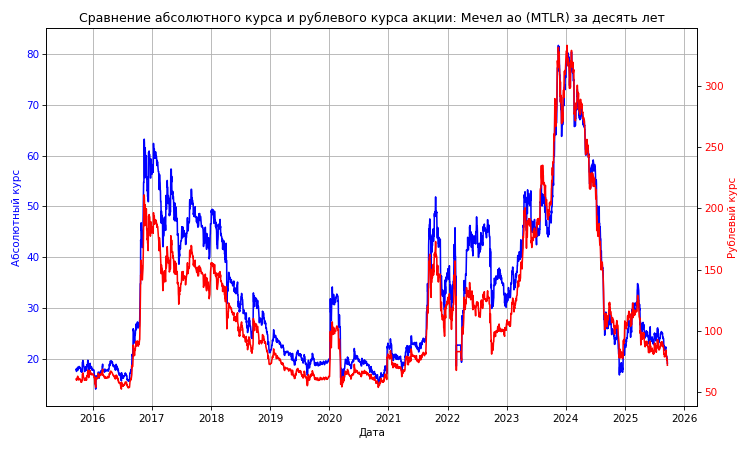 Сравнение абсолютного курса и рублевого курса акции: Мечел ао (MTLR) за десять лет
80
70
60
50
40
30
20
Абсолютный курс
300
250
200
150
100
50
Рублевый курс
2016 2017 2018 2019 2020 2021 2022 2023 2024 2025 2026
Дата